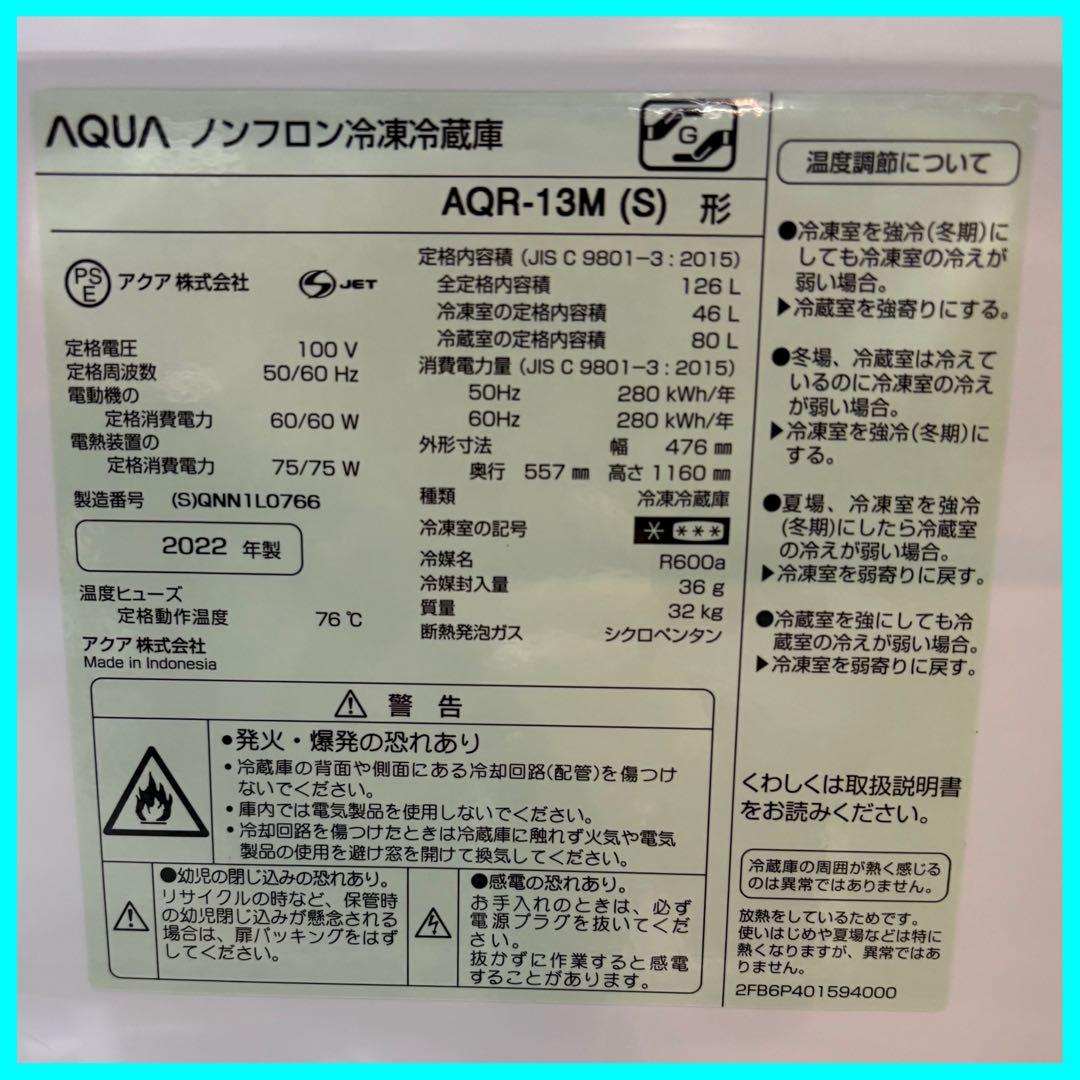 AQUA ノンフロン冷凍冷蔵庫
G
AQR-13M (S) 形
PSE アクア 株式会社
S JET
定格電圧 100 V
定格周波数 50/60 Hz
電動機の
定格消費電力 60/60 W
電熱装置の
定格消費電力 75/75 W
製造番号 (S)QNN1L0766
2022 年製
温度ヒューズ
定格動作温度 76 ℃
アクア 株式会社
Made in Indonesia
定格内容積 (JIS C 9801-3 : 2015)
全定格内容積 126 L
冷凍室の定格内容積 46 L
冷蔵室の定格内容積 80 L
消費電力量 (JIS C 9801-3 : 2015)
50Hz 280 kWh/年
60Hz 280 kWh/年
外形寸法 幅 476 ㎜
奥行 557 ㎜ 高さ 1160 ㎜
種類 冷凍冷蔵庫
冷凍室の記号 * ***
冷媒名 R600a
冷媒封入量 36 g
質量 32 kg
断熱発泡ガス シクロペンタン
⚠ 警 告
●発火・爆発の恐れあり
・冷蔵庫の背面や側面にある冷却回路(配管)を傷つけ
ないでください。
・庫内では電気製品を使用しないでください。
・冷却回路を傷つけたときは冷蔵庫に触れず火気や電気
製品の使用を避け窓を開けて換気してください。
●幼児の閉じ込みの恐れあり。
リサイクルの時など、保管時
の幼児閉じ込みが懸念される
場合は、扉パッキングをはず
してください。
●感電の恐れあり。
お手入れのときは、必ず
電源プラグを抜いてくだ
さい。
抜かずに作業すると感電
することがあります。
温度調節について
●冷凍室を強冷(冬期)に
しても冷凍室の冷えが
弱い場合。
▶冷蔵室を強寄りにする。
●冬場、冷蔵室は冷えて
いるのに冷凍室の冷え
が弱い場合。
▶冷凍室を強冷(冬期)に
する。
●夏場、冷凍室を強冷
(冬期)にしたら冷蔵室
の冷えが弱い場合。
▶冷凍室を弱寄りに戻す。
●冷蔵室を強にしても冷
蔵室の冷えが弱い場合。
▶冷凍室を弱寄りに戻す。
くわしくは取扱説明書
をお読みください。
冷蔵庫の周囲が熱く感じる
のは異常ではありません。
放熱をしているためです。
使いはじめや夏場などは特に
熱くなりますが、異常ではあ
りません。
2FB6P401594000